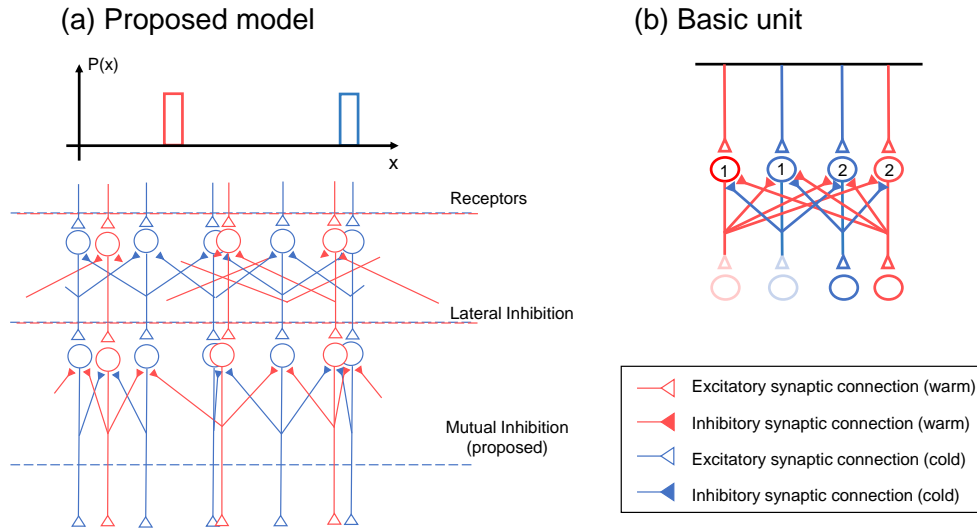 (a) Proposed model
P(x)
x
Receptors
Lateral Inhibition
Mutual Inhibition
(proposed)
(b) Basic unit
1 1 2 2
Excitatory synaptic connection (warm)
Inhibitory synaptic connection (warm)
Excitatory synaptic connection (cold)
Inhibitory synaptic connection (cold)